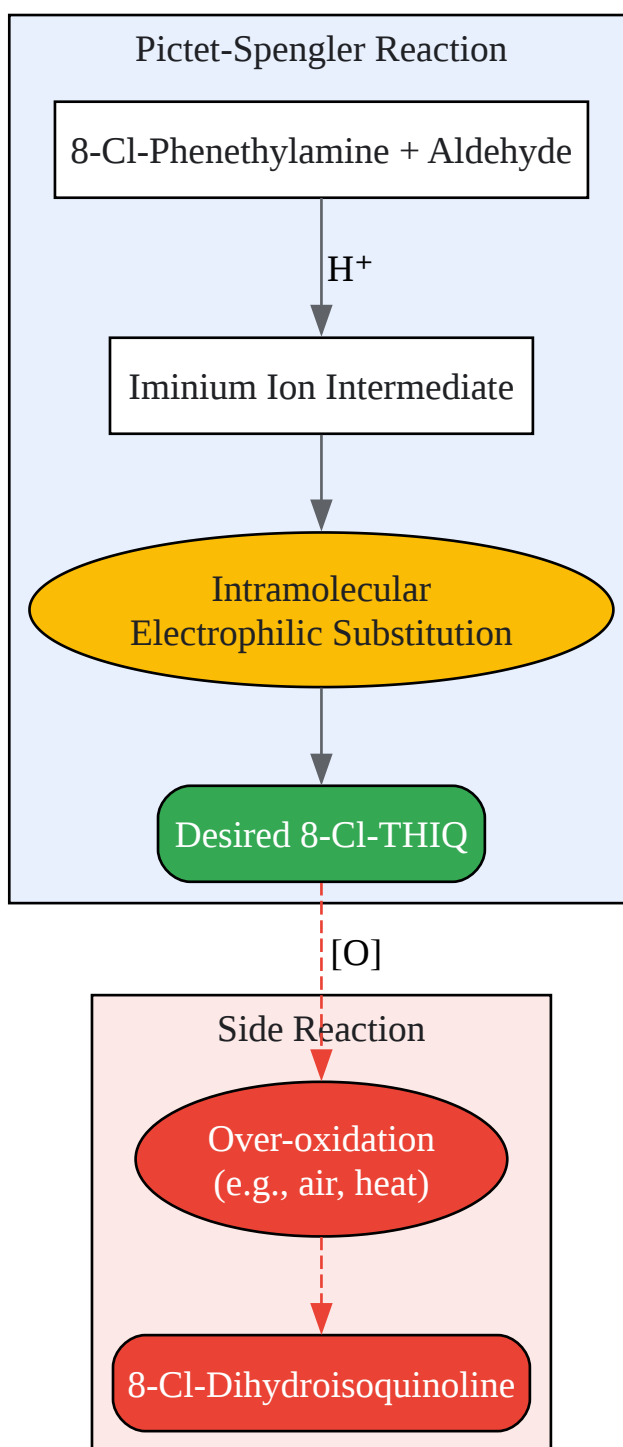 Pictet-Spengler Reaction
8-Cl-Phenethylamine + Aldehyde
H⁺
Iminium Ion Intermediate
Intramolecular
Electrophilic Substitution
Desired 8-Cl-THIQ
[O]
Side Reaction
Over-oxidation
(e.g., air, heat)
8-Cl-Dihydroisoquinoline